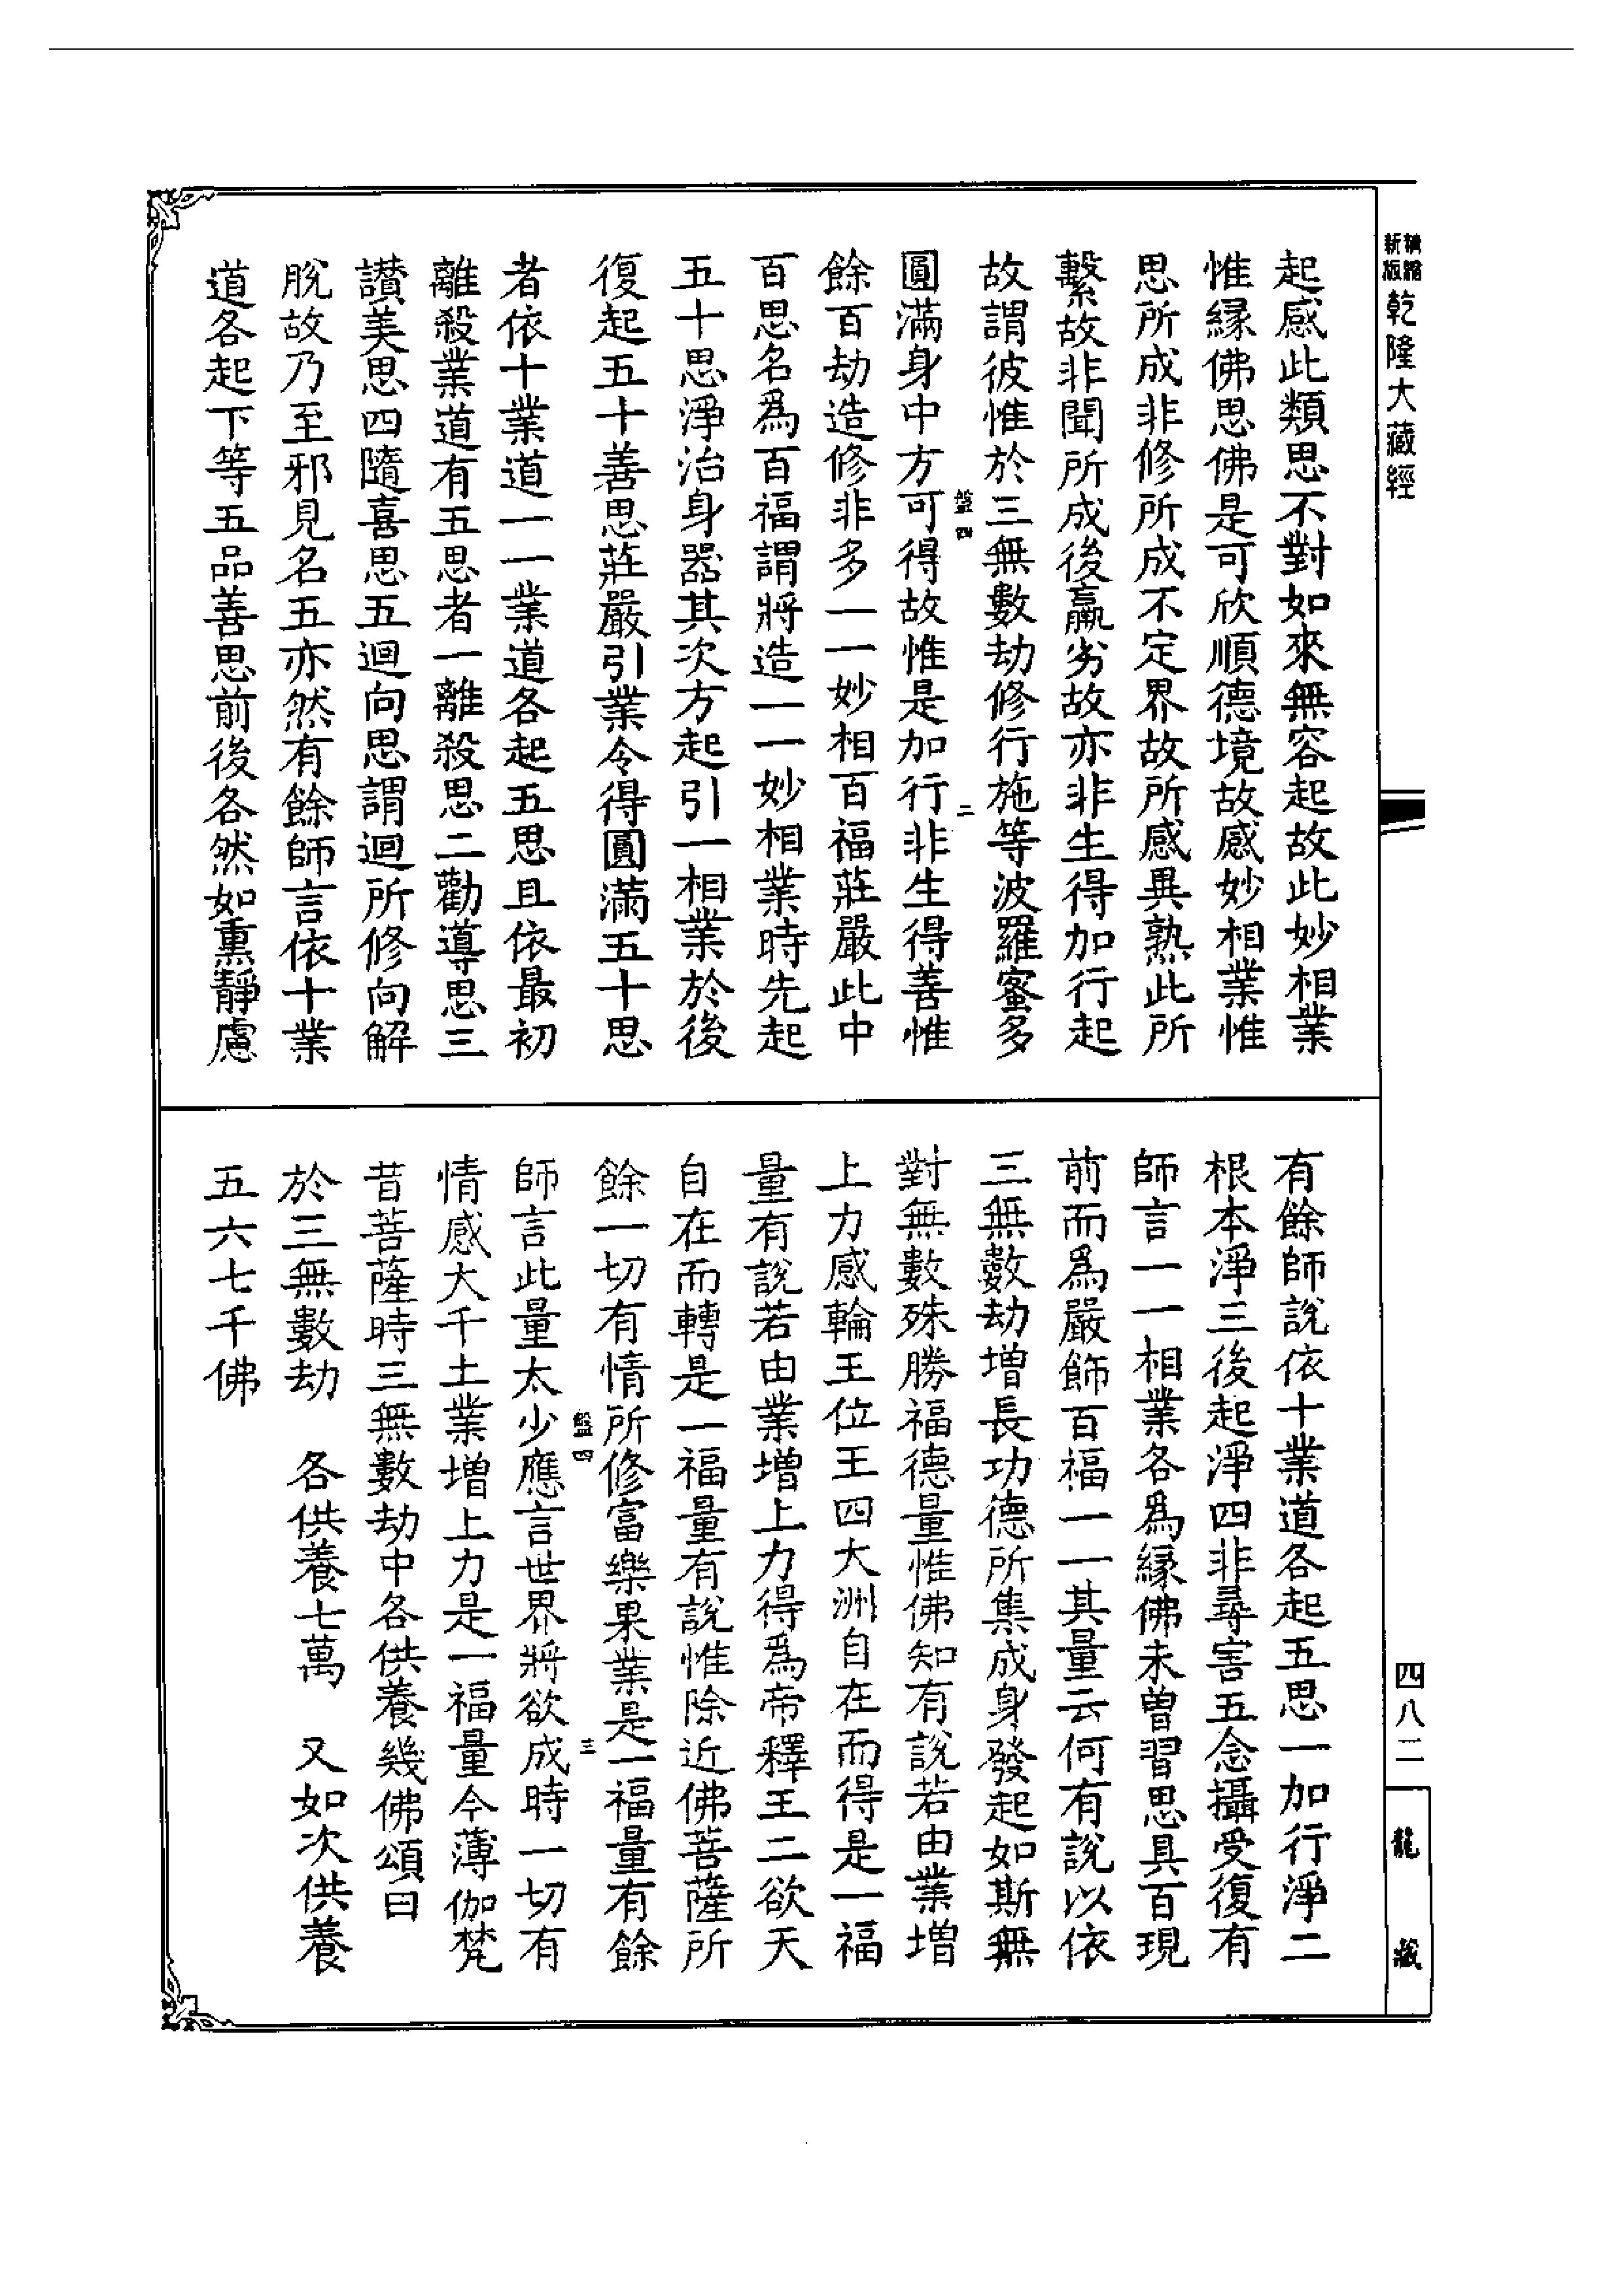 精縮
新版
乾隆大藏經
起感此類思不對如來無容起故此妙相業
惟緣佛思佛是可欣順德境故感妙相業惟
思所成非修所成不定界故所感異熟此所
繫故非聞所成後羸劣故亦非生得加行起
故謂彼惟於三無數劫修行施等波羅蜜多
盤四
二
圓滿身中方可得故惟是加行非生得善惟
餘百劫造修非多一一妙相百福莊嚴此中
百思名爲百福謂將造一一妙相業時先起
五十思淨治身器其次方起引一相業於後
復起五十善思莊嚴引業令得圓滿五十思
者依十業道一一業道各起五思且依最初
離殺業道有五思者一離殺思二勸導思三
讚美思四隨喜思五迴向思謂迴所修向解
脫故乃至邪見名五亦然有餘師言依十業
道各起下等五品善思前後各然如熏靜慮
有餘師說依十業道各起五思一加行淨二
根本淨三後起淨四非尋害五念攝受復有
師言一一相業各爲緣佛未曾習思具百現
前而爲嚴飾百福一一其量云何有說以依
三無數劫增長功德所集成身發起如斯無
對無數殊勝福德量惟佛知有說若由業增
上力感輪王位王四大洲自在而得是一福
量有說若由業增上力得爲帝釋王二欲天
自在而轉是一福量有說惟除近佛菩薩所
餘一切有情所修富樂果業是一福量有餘
盤四
三
師言此量太少應言世界將欲成時一切有
情感大千土業增上力是一福量今薄伽梵
昔菩薩時三無數劫中各供養幾佛頌曰
於三無數劫　各供養七萬　又如次供養
五六七千佛
四八二
龍藏